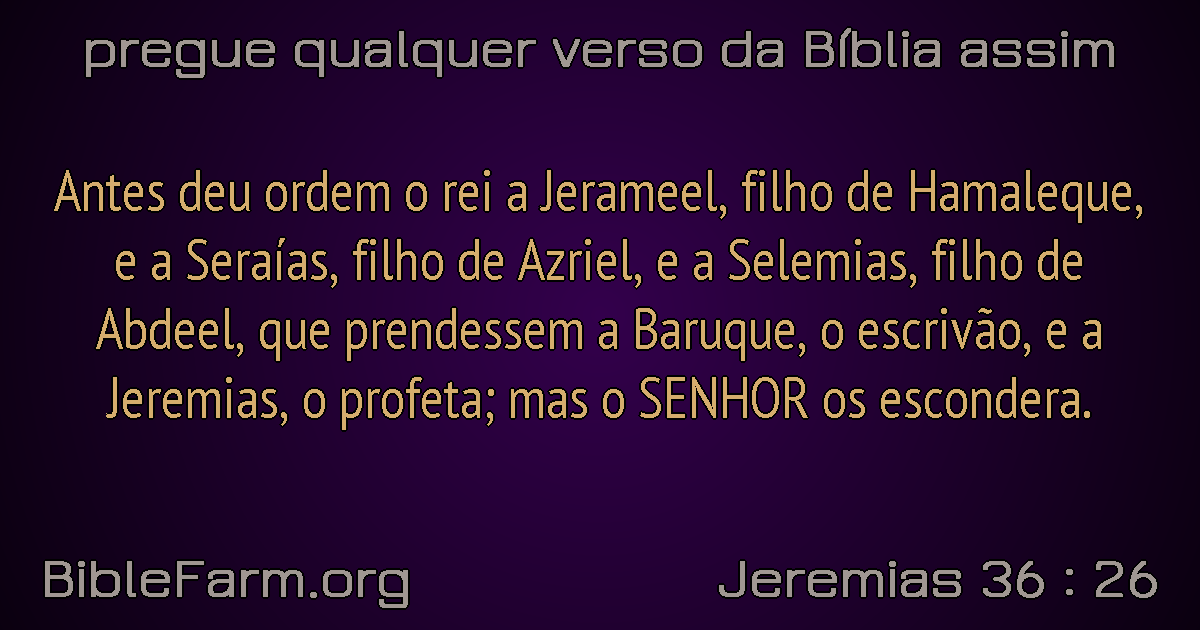 pregue qualquer verso da Bíblia assim
Antes deu ordem o rei a Jerameel, filho de Hamaleque,
e a Seraías, filho de Azriel, e a Selemias, filho de
Abdeel, que prendessem a Baruque, o escrivão, e a
Jeremias, o profeta; mas o SENHOR os escondera.
BibleFarm.org
Jeremias 36 : 26